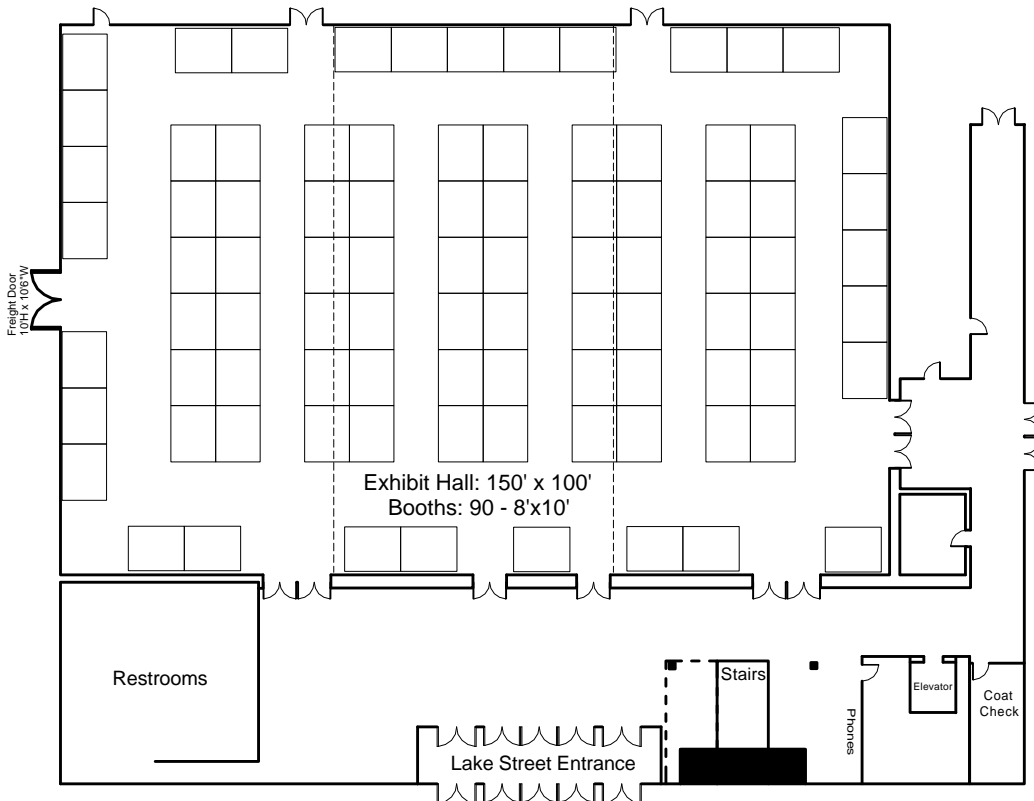 Freight Door
10'H x 10'6"W
Exhibit Hall: 150' x 100'
Booths: 90 - 8'x10'
Restrooms
Stairs
Elevator
Phones
Coat
Check
Lake Street Entrance